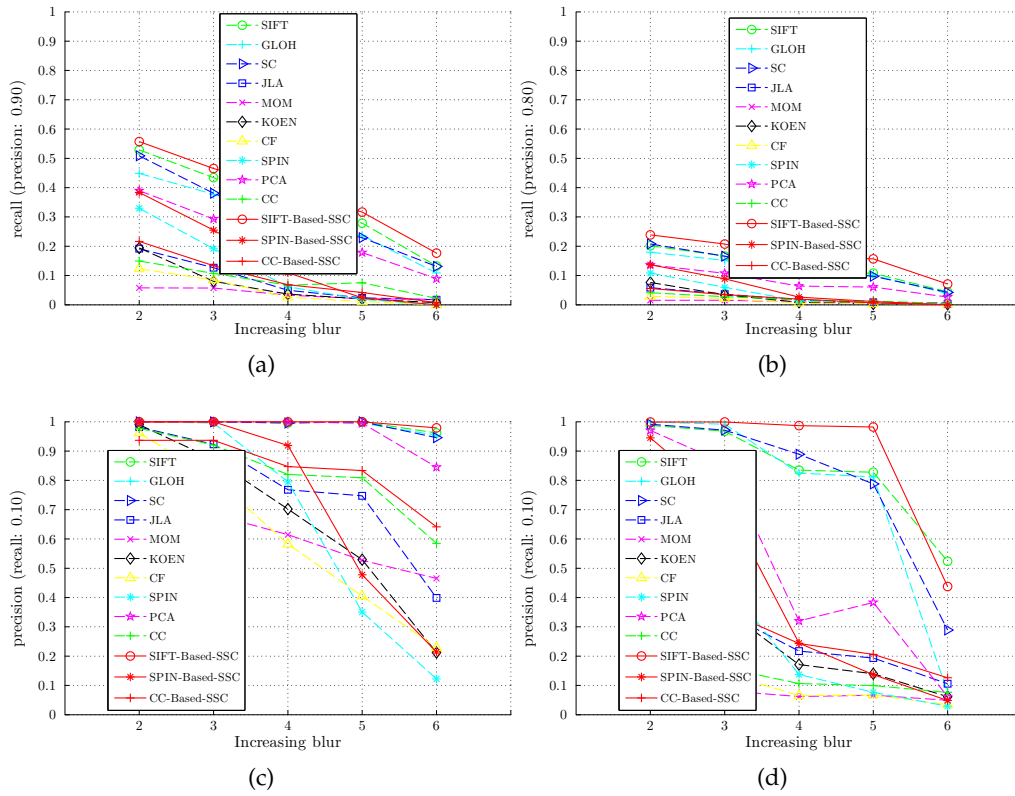 recall (precision: 0.90)
1
0.9
0.8
0.7
0.6
0.5
0.4
0.3
0.2
0.1
0
SIFT
GLOH
SC
JLA
MOM
KOEN
CF
SPIN
PCA
CC
SIFT-Based-SSC
SPIN-Based-SSC
CC-Based-SSC
2 3 4 5 6
Increasing blur
(a)
recall (precision: 0.80)
1
0.9
0.8
0.7
0.6
0.5
0.4
0.3
0.2
0.1
0
SIFT
GLOH
SC
JLA
MOM
KOEN
CF
SPIN
PCA
CC
SIFT-Based-SSC
SPIN-Based-SSC
CC-Based-SSC
2 3 4 5 6
Increasing blur
(b)
precision (recall: 0.10)
1
0.9
0.8
0.7
0.6
0.5
0.4
0.3
0.2
0.1
0
SIFT
GLOH
SC
JLA
MOM
KOEN
CF
SPIN
PCA
CC
SIFT-Based-SSC
SPIN-Based-SSC
CC-Based-SSC
2 3 4 5 6
Increasing blur
(c)
precision (recall: 0.10)
1
0.9
0.8
0.7
0.6
0.5
0.4
0.3
0.2
0.1
0
SIFT
GLOH
SC
JLA
MOM
KOEN
CF
SPIN
PCA
CC
SIFT-Based-SSC
SPIN-Based-SSC
CC-Based-SSC
2 3 4 5 6
Increasing blur
(d)